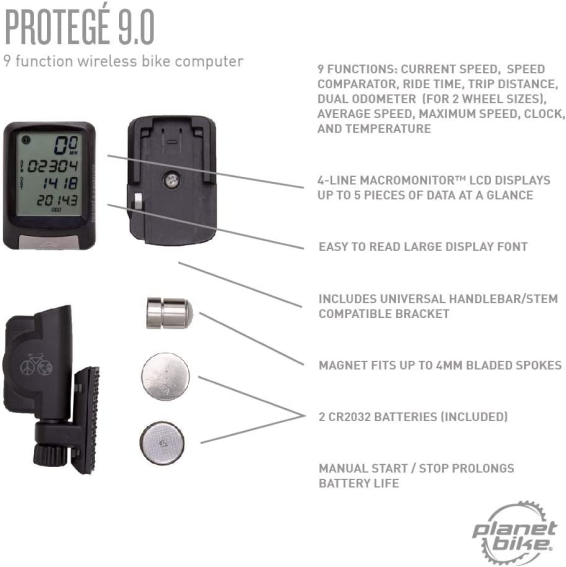 PROTEGÉ 9.0
9 function wireless bike computer
9 FUNCTIONS: CURRENT SPEED, SPEED
COMPARATOR, RIDE TIME, TRIP DISTANCE,
DUAL ODOMETER (FOR 2 WHEEL SIZES),
AVERAGE SPEED, MAXIMUM SPEED, CLOCK,
AND TEMPERATURE
00
02304
1418
20143
ODO
4-LINE MACROMONITOR™ LCD DISPLAYS
UP TO 5 PIECES OF DATA AT A GLANCE
EASY TO READ LARGE DISPLAY FONT
INCLUDES UNIVERSAL HANDLEBAR/STEM
COMPATIBLE BRACKET
MAGNET FITS UP TO 4MM BLADED SPOKES
2 CR2032 BATTERIES (INCLUDED)
MANUAL START / STOP PROLONGS
BATTERY LIFE
planet
bike®